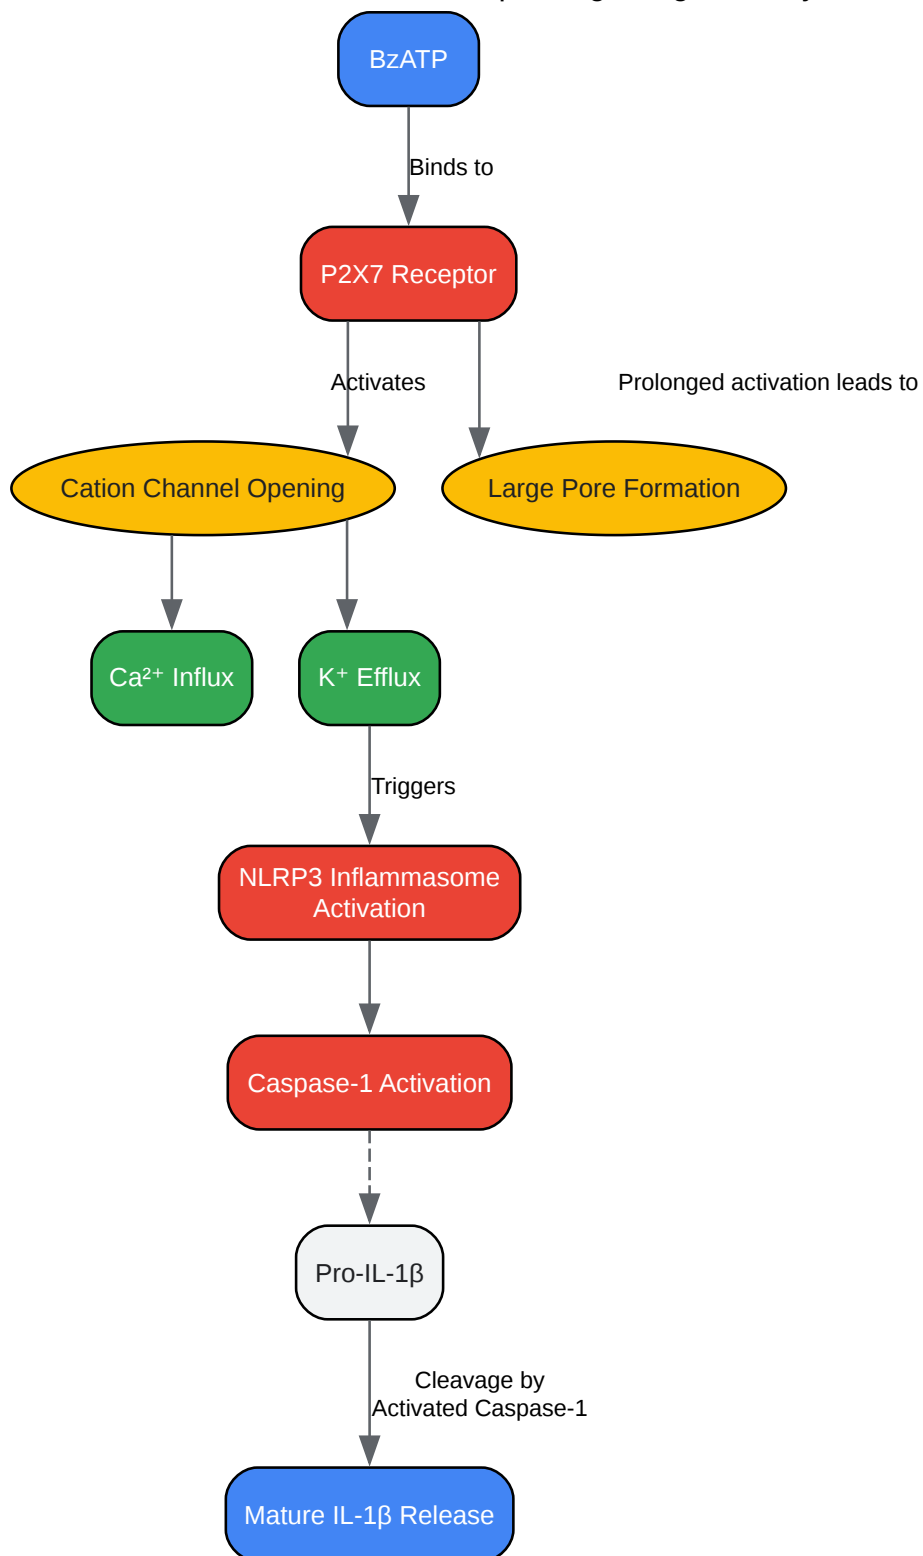 BzATP
Binds to
P2X7 Receptor
Activates
Prolonged activation leads to
Cation Channel Opening
Large Pore Formation
Ca²⁺ Influx
K⁺ Efflux
Triggers
NLRP3 Inflammasome
Activation
Caspase-1 Activation
Pro-IL-1β
Cleavage by
Activated Caspase-1
Mature IL-1β Release